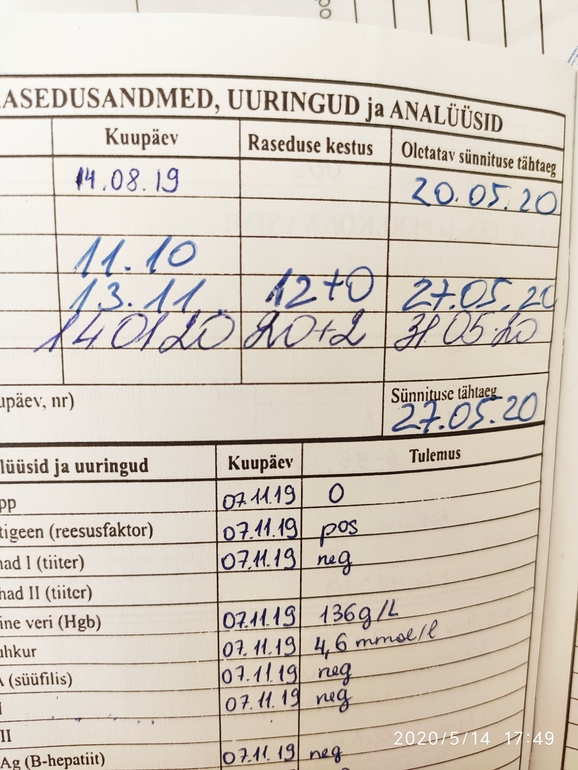 RASEDUSANDMED, UURINGUD ja ANALÜÜSID
Kuupäev Raseduse kestus Oletatav sünnituse tähtaeg
14.08.19 20.05.20
11.10
13.11 12+0 27.05.20
14 01 20 20+2 31 05 20
upäev, nr) Sünnituse tähtaeg
27.05.20
lüüsid ja uuringud Kuupäev Tulemus
pp 07.11.19 O
tigeen (reesusfaktor) 07.11.19 pos
had I (tiiter) 07.11.19 neg
had II (tiiter)
ine veri (Hgb) 07.11.19 136g/L
uhkur 07.11.19 4,6 mmol/l
A (süüfilis) 07.11.19 neg
I 07.11.19 neg
II
Ag (B-hepatiit) 07.11.19 neg
2020/5/14 17:49